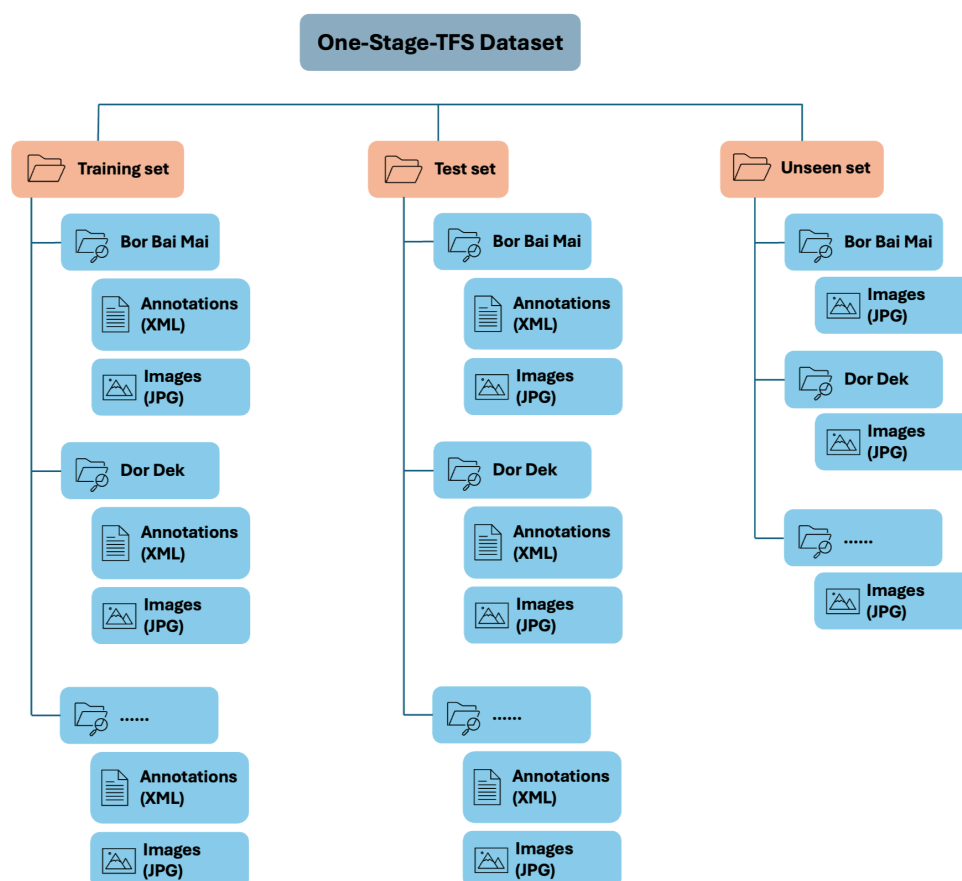 One-Stage-TFS Dataset
Training set
Bor Bai Mai
Annotations
(XML)
Images
(JPG)
Dor Dek
Annotations
(XML)
Images
(JPG)
......
Annotations
(XML)
Images
(JPG)
Test set
Bor Bai Mai
Annotations
(XML)
Images
(JPG)
Dor Dek
Annotations
(XML)
Images
(JPG)
......
Annotations
(XML)
Images
(JPG)
Unseen set
Bor Bai Mai
Images
(JPG)
Dor Dek
Images
(JPG)
......
Images
(JPG)